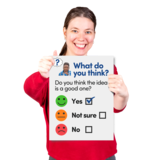 ?
What do
you think?
Do you think the idea
is a good one?
Yes
Not sure
No